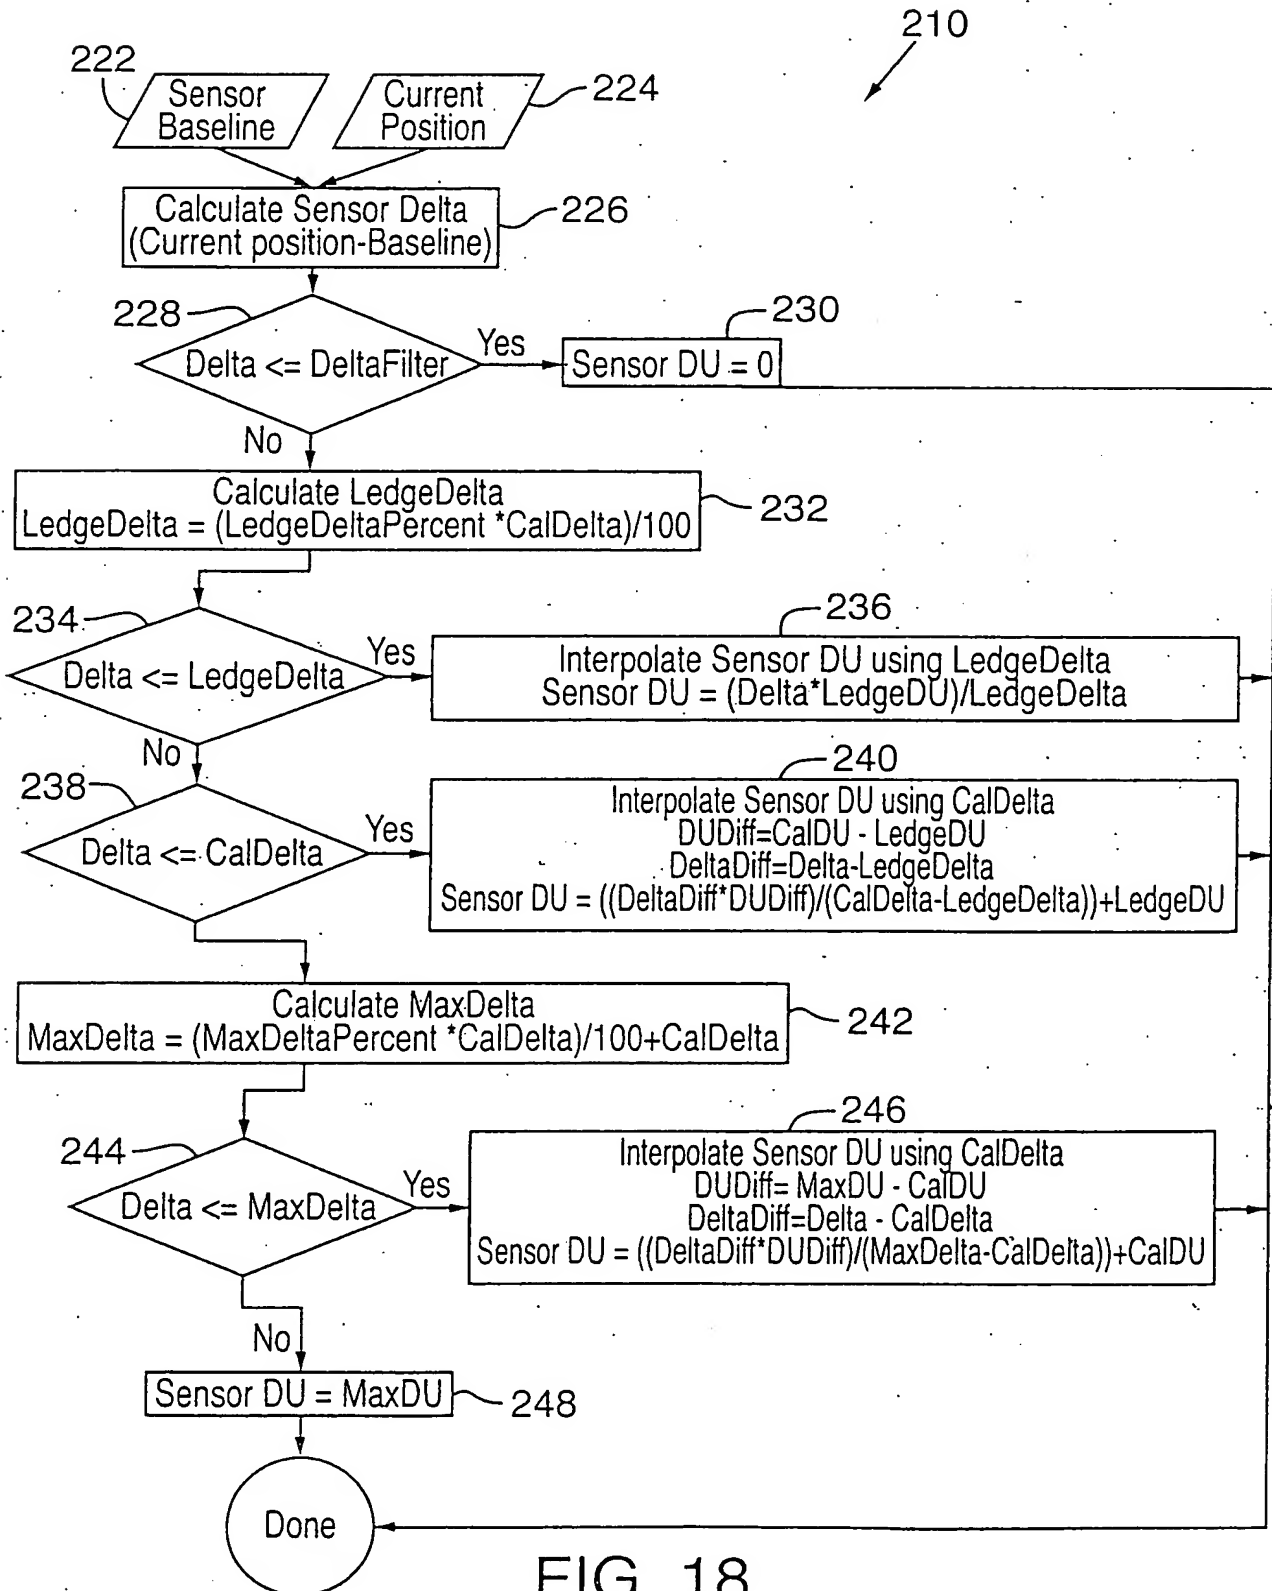 210
222
Sensor
Baseline
Current
Position
224
Calculate Sensor Delta
(Current position-Baseline)
226
228
Delta <= DeltaFilter
Yes
230
Sensor DU = 0
No
Calculate LedgeDelta
LedgeDelta = (LedgeDeltaPercent *CalDelta)/100
232
234
Delta <= LedgeDelta
Yes
236
Interpolate Sensor DU using LedgeDelta
Sensor DU = (Delta*LedgeDU)/LedgeDelta
No
238
Delta <= CalDelta
Yes
240
Interpolate Sensor DU using CalDelta
DUDiff=CalDU - LedgeDU
DeltaDiff=Delta-LedgeDelta
Sensor DU = ((DeltaDiff*DUDiff)/(CalDelta-LedgeDelta))+LedgeDU
Calculate MaxDelta
MaxDelta = (MaxDeltaPercent *CalDelta)/100+CalDelta
242
244
Delta <= MaxDelta
Yes
246
Interpolate Sensor DU using CalDelta
DUDiff= MaxDU - CalDU
DeltaDiff=Delta - CalDelta
Sensor DU = ((DeltaDiff*DUDiff)/(MaxDelta-CalDelta))+CalDU
No
Sensor DU = MaxDU
248
Done
FIG. 18